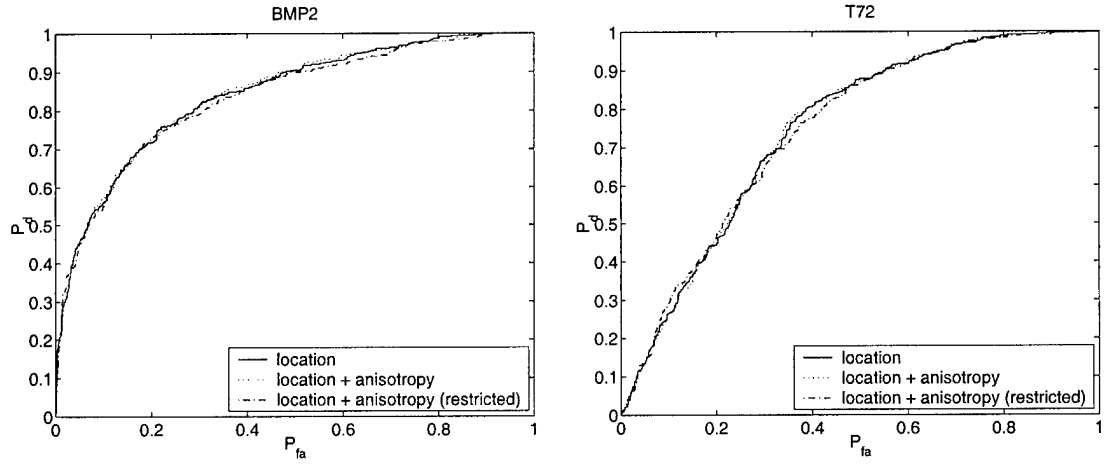 BMP2
1
0.9
0.8
0.7
0.6
0.5
0.4
0.3
0.2
0.1
0
P_d
location
location + anisotropy
location + anisotropy (restricted)
0 0.2 0.4 0.6 0.8 1
P_fa
T72
1
0.9
0.8
0.7
0.6
0.5
0.4
0.3
0.2
0.1
0
P_d
location
location + anisotropy
location + anisotropy (restricted)
0 0.2 0.4 0.6 0.8 1
P_fa